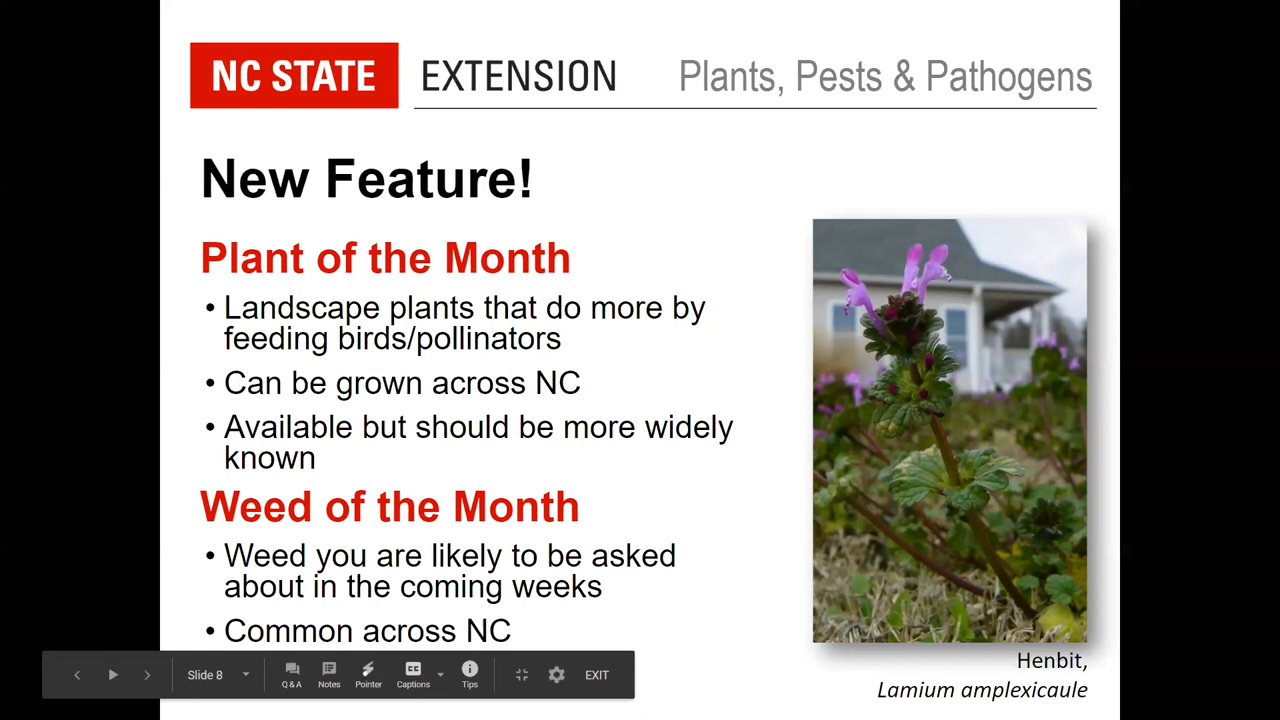 NC STATE EXTENSION Plants, Pests & Pathogens
New Feature!
Plant of the Month
• Landscape plants that do more by
feeding birds/pollinators
• Can be grown across NC
• Available but should be more widely
known
Weed of the Month
• Weed you are likely to be asked
about in the coming weeks
• Common across NC
Henbit,
Lamium amplexicaule
Slide 8
Q & A
Notes
Pointer
CC
Captions
Tips
EXIT